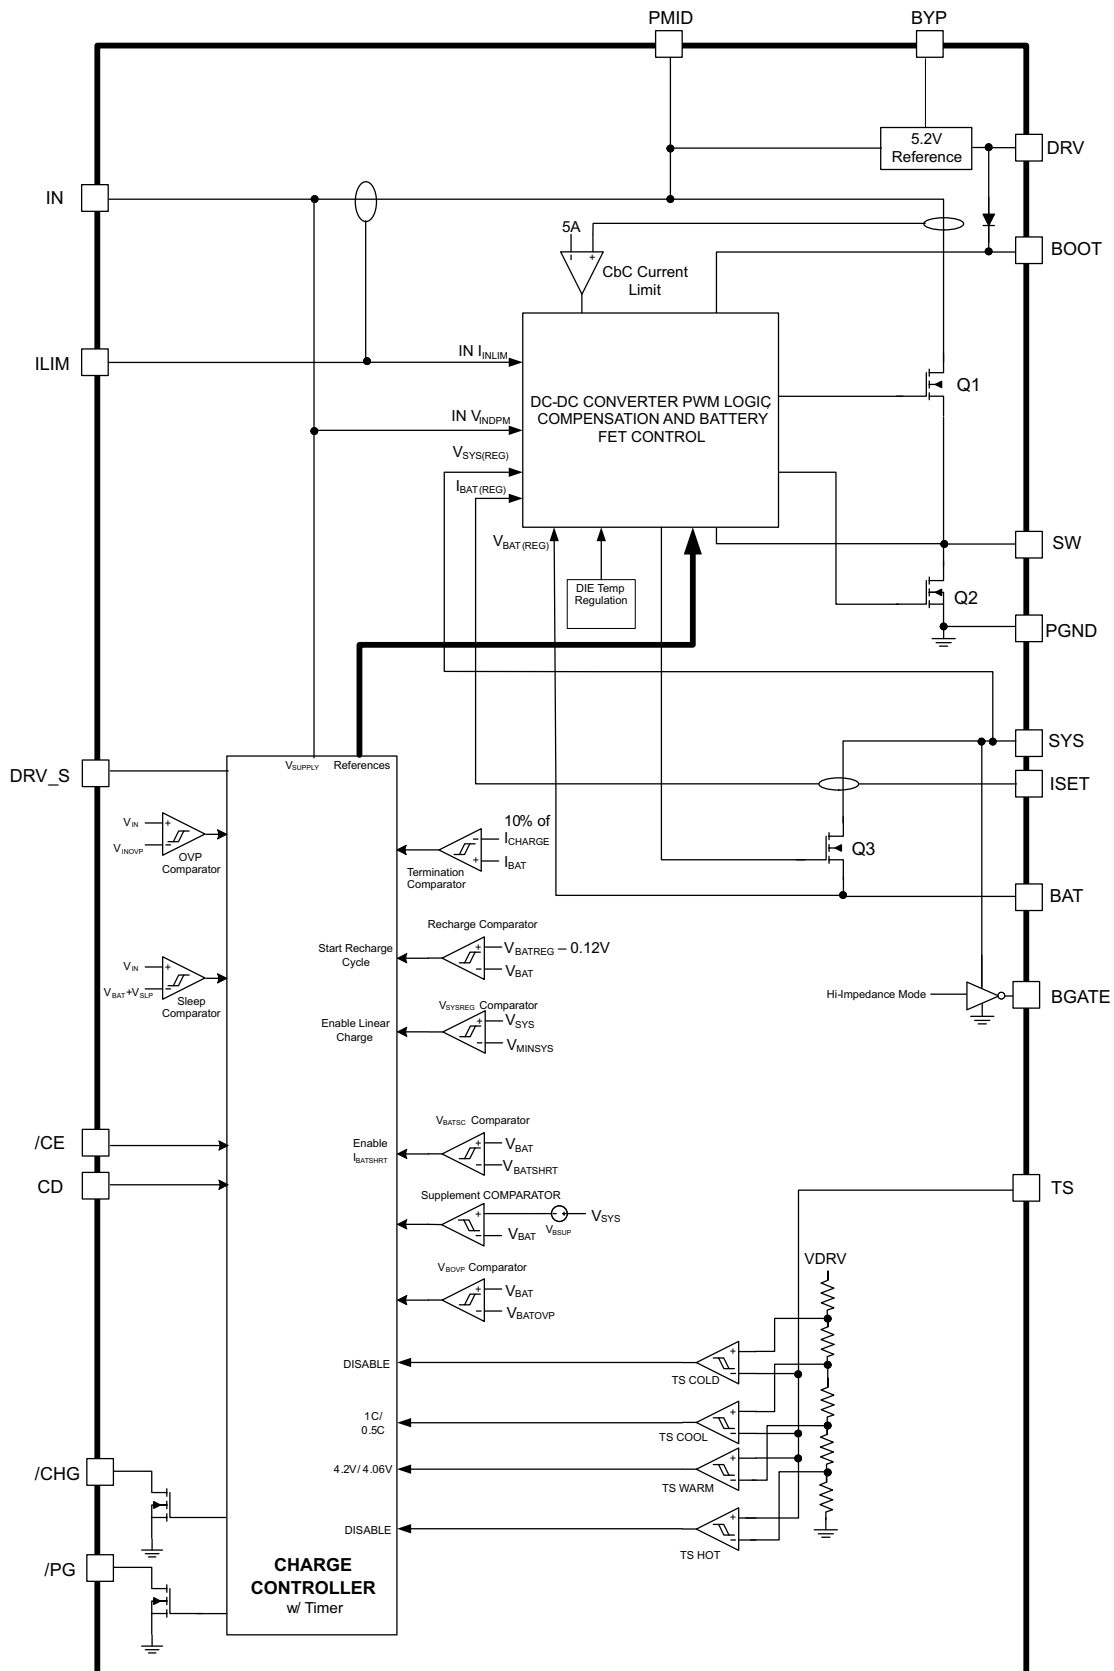 PMID
BYP
5.2V
Reference
DRV
IN
5A
BOOT
CbC Current
Limit
ILIM
IN I_INLIM
Q1
DC-DC CONVERTER PWM LOGIC,
COMPENSATION AND BATTERY
FET CONTROL
IN V_INDPM
V_SYS(REG)
I_BAT(REG)
V_BAT(REG)
SW
DIE Temp
Regulation
Q2
PGND
SYS
DRV_S
V_SUPPLY
References
ISET
V_IN
V_INOVP
OVP
Comparator
10% of
I_CHARGE
I_BAT
Termination
Comparator
Q3
BAT
Recharge Comparator
Start Recharge
Cycle
V_BATREG – 0.12V
V_BAT
V_IN
V_BAT+V_SLP
Sleep
Comparator
Hi-Impedance Mode
BGATE
V_SYSREG Comparator
Enable Linear
Charge
V_SYS
V_MINSYS
/CE
V_BATSC Comparator
Enable
I_BATSHRT
V_BAT
V_BATSHRT
CD
TS
Supplement COMPARATOR
V_SYS
V_BSUP
V_BAT
VDRV
V_BOVP Comparator
V_BAT
V_BATOVP
DISABLE
TS COLD
1C/
0.5C
TS COOL
/CHG
4.2V/ 4.06V
TS WARM
DISABLE
TS HOT
/PG
CHARGE
CONTROLLER
w/ Timer